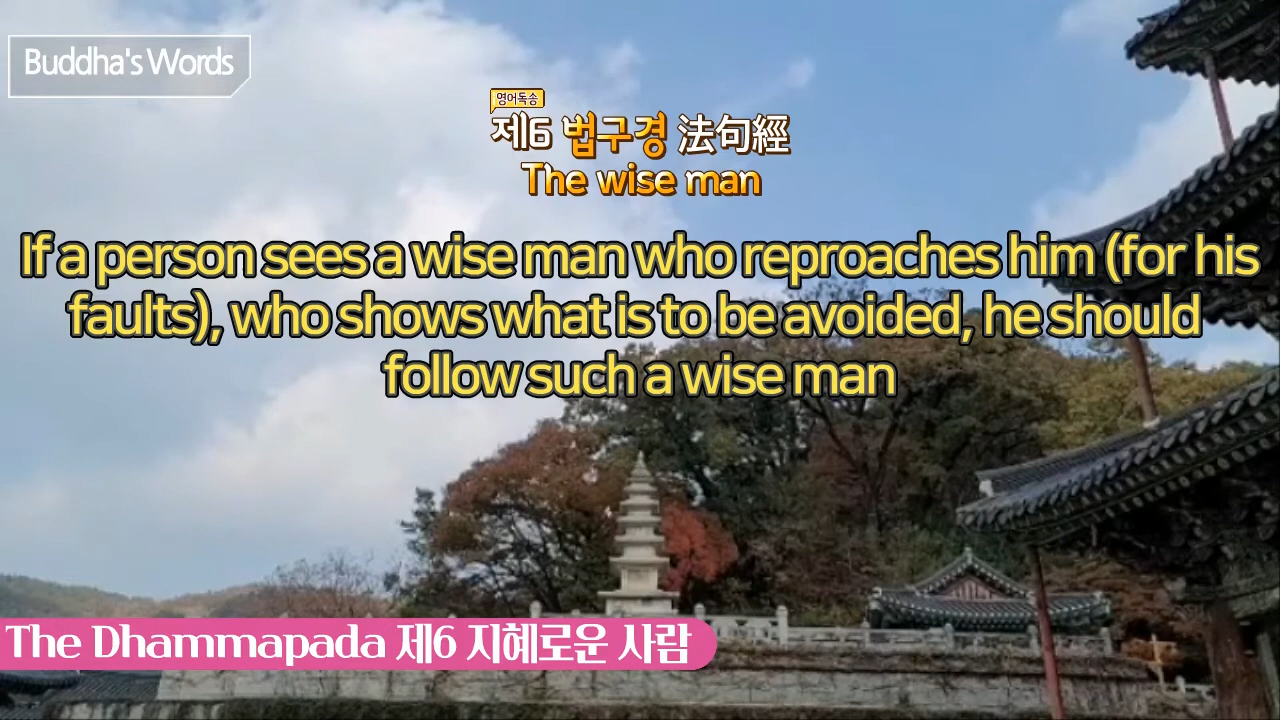 Buddha's Words
영어독송
제6 법구경 法句經
The wise man
If a person sees a wise man who reproaches him (for his
faults), who shows what is to be avoided, he should
follow such a wise man
The Dhammapada 제6 지혜로운 사람